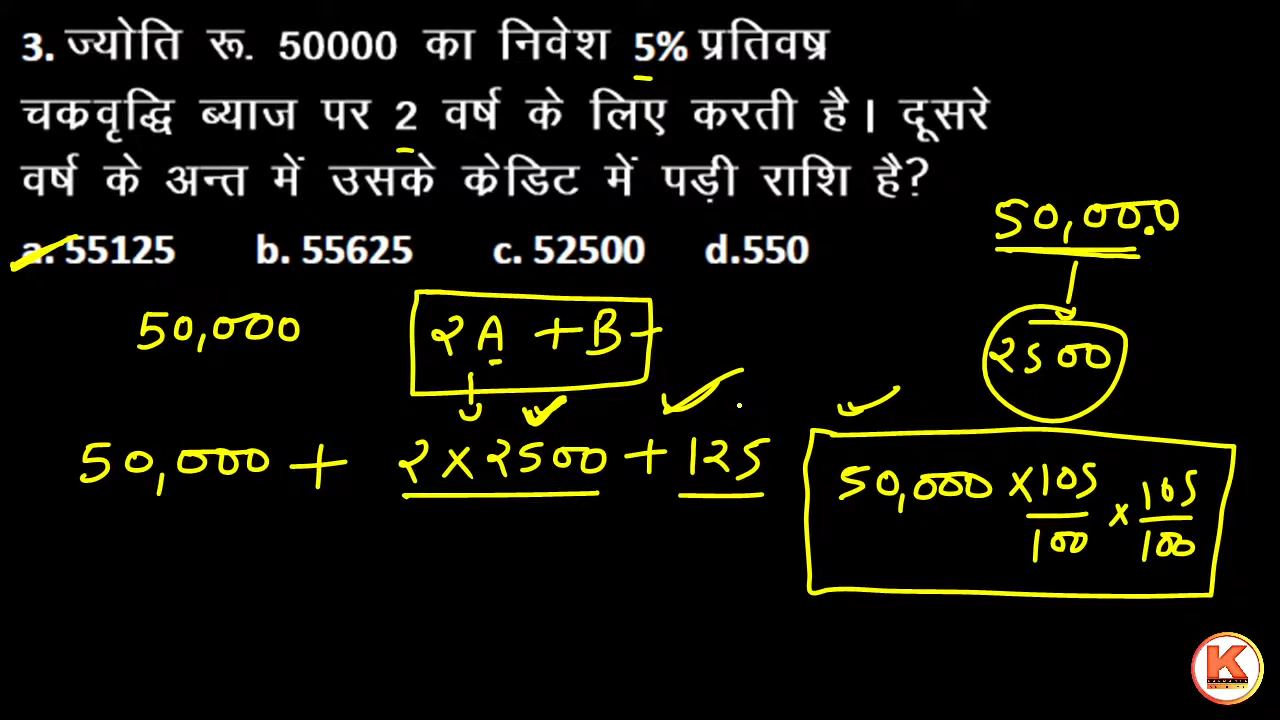 3. ज्योति रू. 50000 का निवेश 5% प्रतिवष्र
चकवृद्धि ब्याज पर 2 वर्ष के लिए करती है। दूसरे
वर्ष के अन्त में उसके केडिट में पड़ी राशि है?
a. 55125 b. 55625 c. 52500 d.550
50,000
50,000
2A + B
2500
50,000 + 2 × 2500 + 125
50,000 × 105/100 × 105/100
K